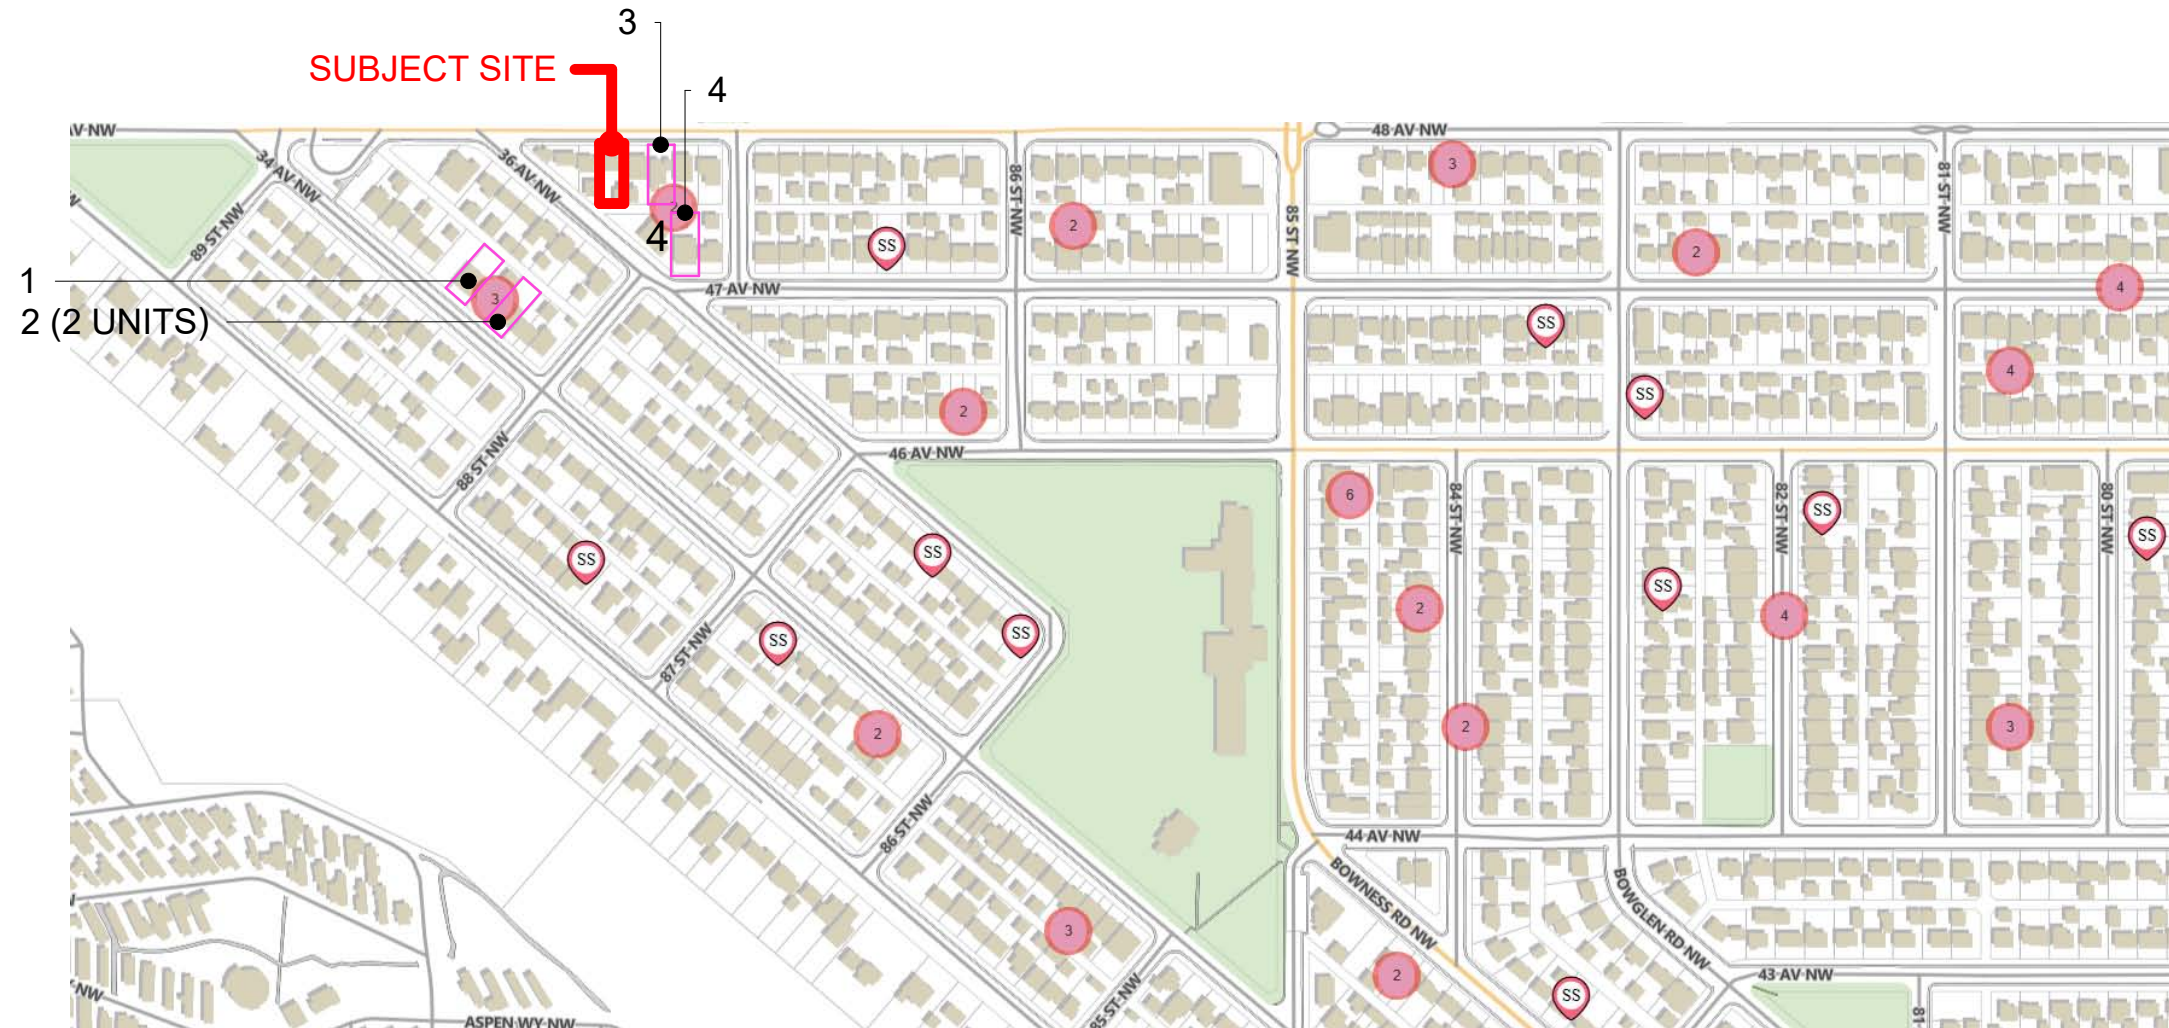 3
SUBJECT SITE
4
AV NW
48 AV NW
34 AV NW
36 AV NW
3
86 ST NW
81 ST NW
89 ST NW
4
SS
2
85 ST NW
2
1
3
47 AV NW
4
2 (2 UNITS)
SS
4
SS
2
46 AV NW
88 ST NW
6
84 ST NW
82 ST NW
SS
80 ST NW
SS
SS
SS
SS
2
4
SS
SS
87 ST NW
2
2
3
86 ST NW
44 AV NW
BOWNESS RD NW
BOWGLEN RD NW
3
2
43 AV NW
85 ST NW
SS
NW
ASPEN WY NW
81